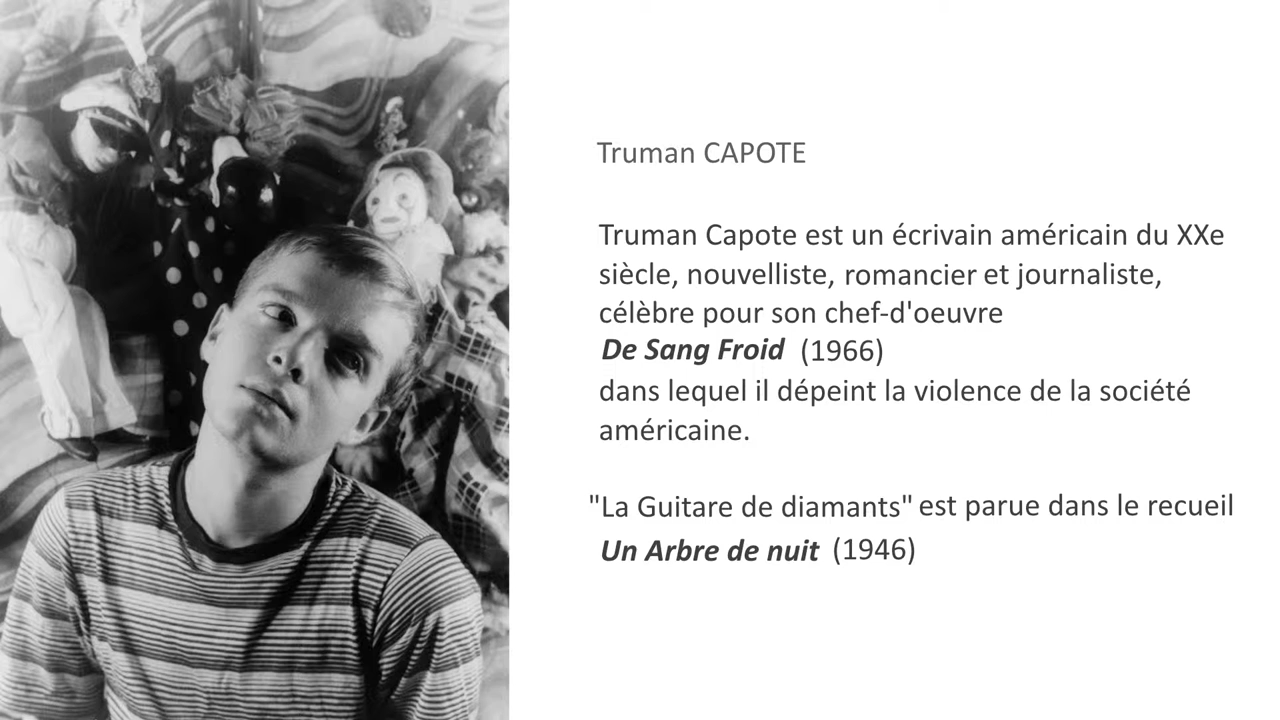 Truman CAPOTE
Truman Capote est un écrivain américain du XXe
siècle, nouvelliste, romancier et journaliste,
célèbre pour son chef-d'oeuvre
De Sang Froid (1966)
dans lequel il dépeint la violence de la société
américaine.
"La Guitare de diamants" est parue dans le recueil
Un Arbre de nuit (1946)